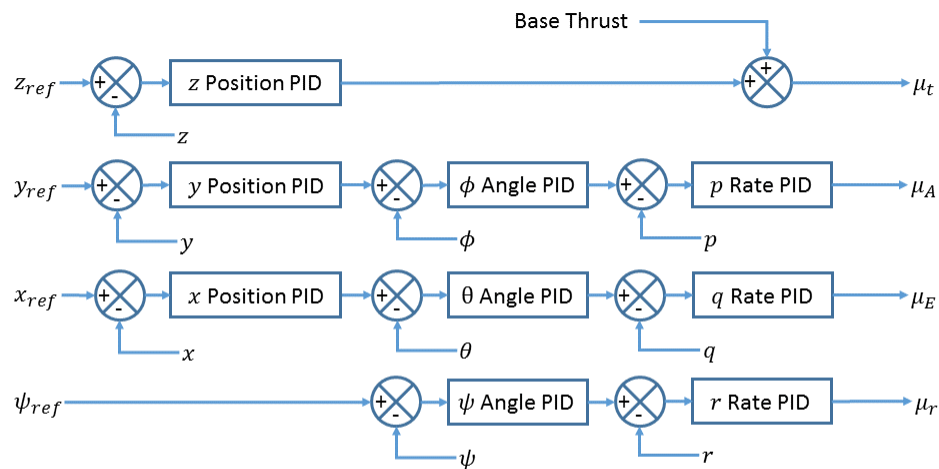 Base Thrust
z_ref + - z Position PID + + μ_t
z
y_ref + - y Position PID + - ϕ Angle PID + - p Rate PID μ_A
y ϕ p
x_ref + - x Position PID + - θ Angle PID + - q Rate PID μ_E
x θ q
ψ_ref + - ψ Angle PID + - r Rate PID μ_r
ψ r